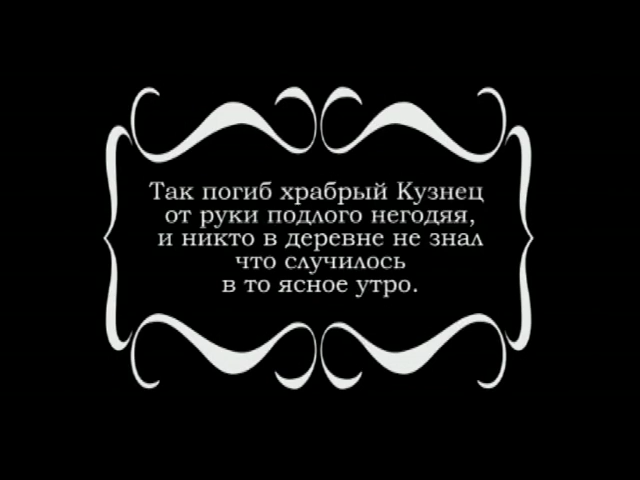 Так погиб храбрый Кузнец
от руки подлого негодяя,
и никто в деревне не знал
что случилось
в то ясное утро.